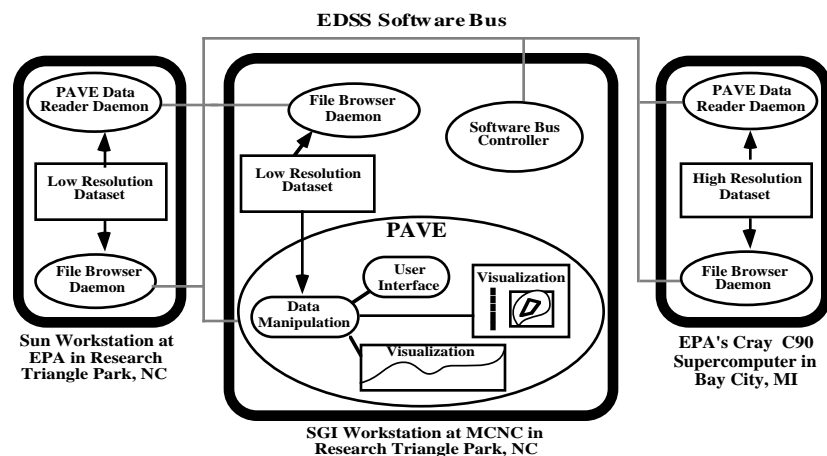 EDSS Software Bus
PAVE Data
Reader Daemon
Low Resolution
Dataset
File Browser
Daemon
Sun Workstation at
EPA in Research
Triangle Park, NC
File Browser
Daemon
Software Bus
Controller
Low Resolution
Dataset
PAVE
User
Interface
Data
Manipulation
Visualization
Visualization
SGI Workstation at MCNC in
Research Triangle Park, NC
PAVE Data
Reader Daemon
High Resolution
Dataset
File Browser
Daemon
EPA's Cray C90
Supercomputer in
Bay City, MI